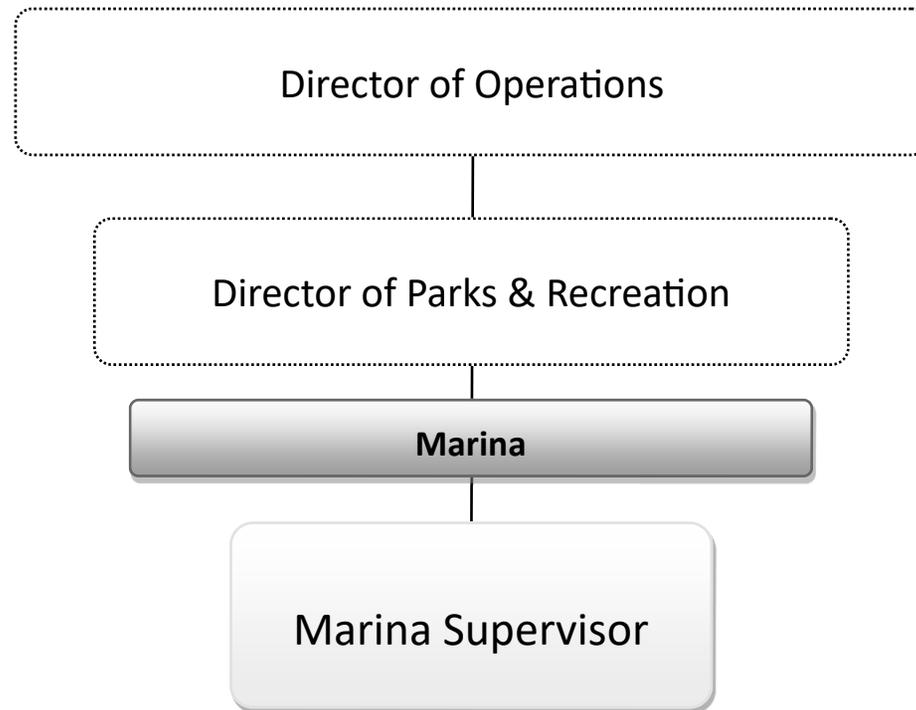 Director of Operations
Director of Parks & Recreation
Marina
Marina Supervisor